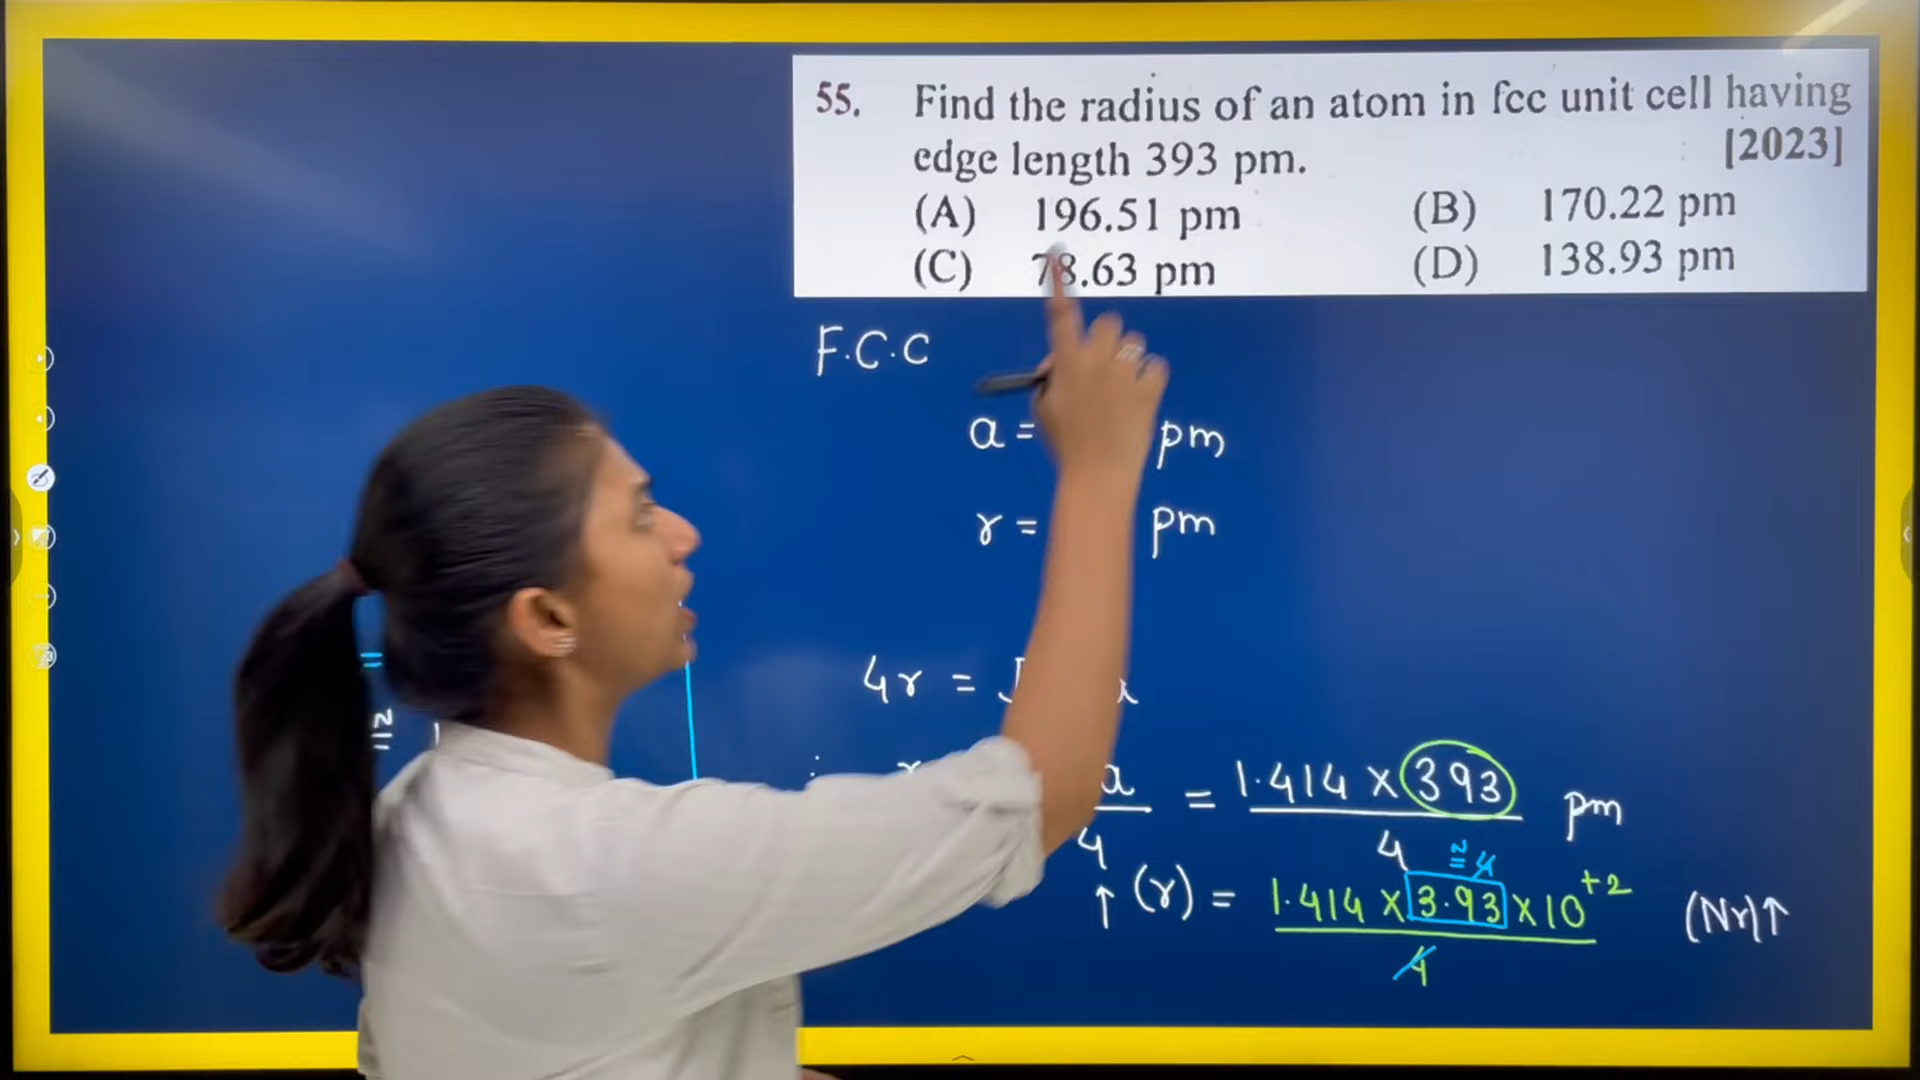 55. Find the radius of an atom in fcc unit cell having
edge length 393 pm. [2023]
(A) 196.51 pm (B) 170.22 pm
(C) 78.63 pm (D) 138.93 pm
F.C.C
a = pm
r = pm
4r =
a = 1.414 × 393 pm
4 4 ≅ 4
↑ (r) = 1.414 × 3.93 × 10^+2 (Nr)↑
4
=
≅